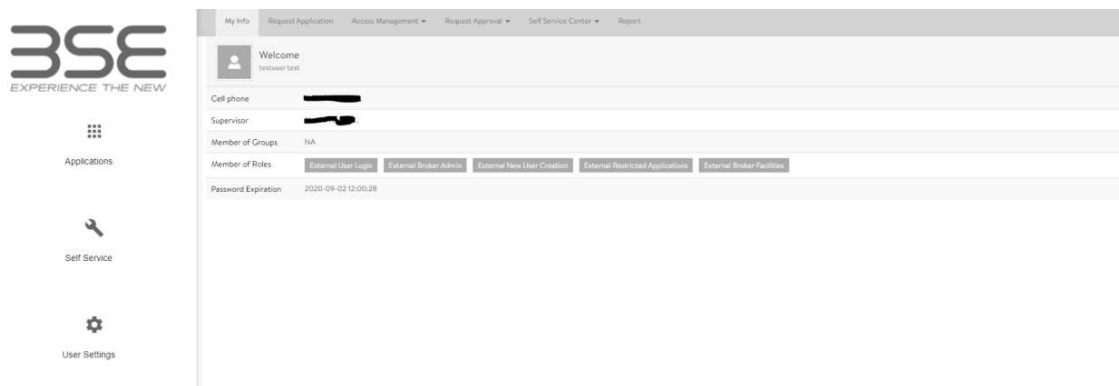 BSE
EXPERIENCE THE NEW
Applications
Self Service
User Settings
My Info Request Application Access Management Request Approval Self Service Center Report
Welcome
testuser test
Cell phone
Supervisor
Member of Groups NA
Member of Roles External User Login External Broker Admin External New User Creation External Restricted Applications External Broker Facilities
Password Expiration 2020-09-02 12:00:28